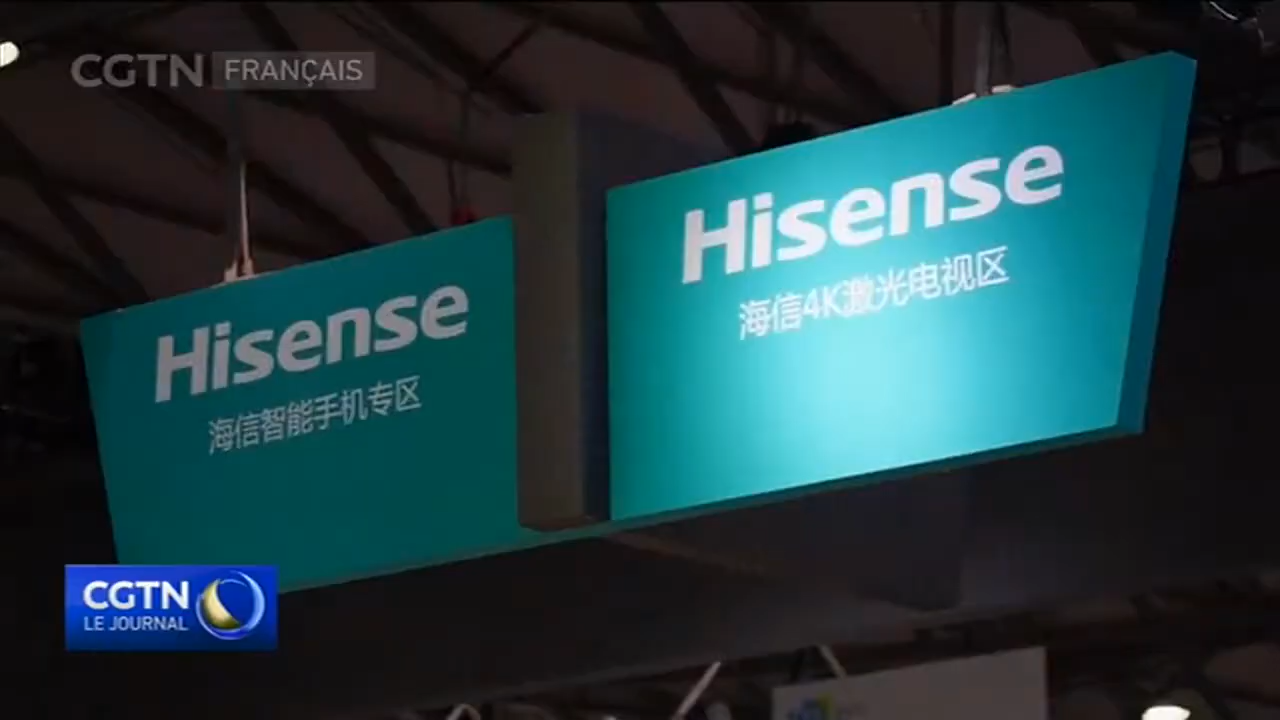 CGTN FRANÇAIS
Hisense
海信智能手机专区
Hisense
海信4K激光电视区
CGTN
LE JOURNAL